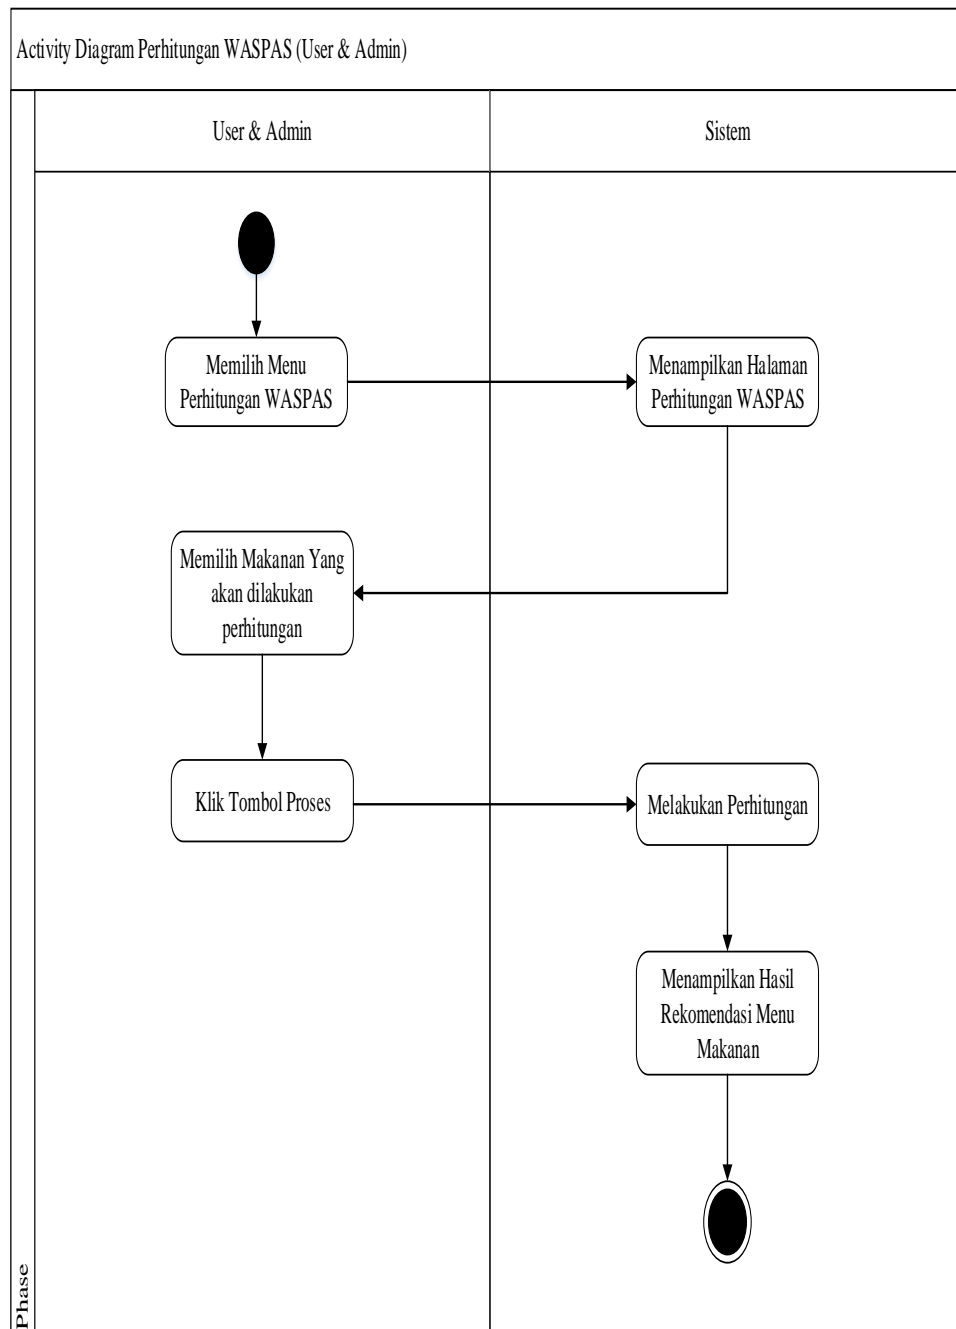 Activity Diagram Perhitungan WASPAS (User & Admin)
User & Admin
Sistem
Memilih Menu
Perhitungan WASPAS
Menampilkan Halaman
Perhitungan WASPAS
Memilih Makanan Yang
akan dilakukan
perhitungan
Klik Tombol Proses
Melakukan Perhitungan
Menampilkan Hasil
Rekomendasi Menu
Makanan
Phase